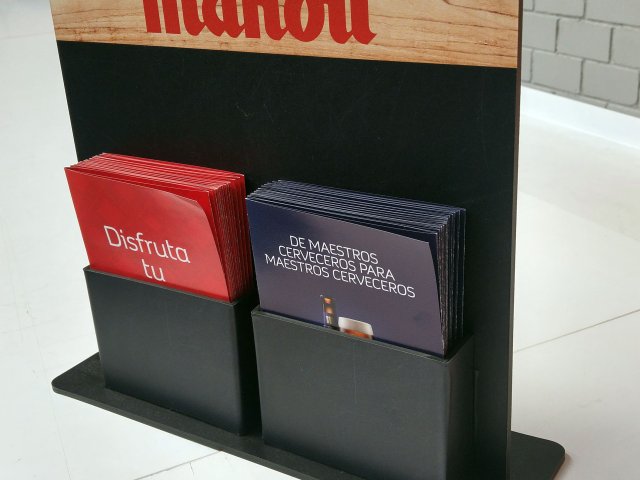 Mahou
Disfruta
tu
DE MAESTROS
CERVECEROS PARA
MAESTROS CERVECEROS